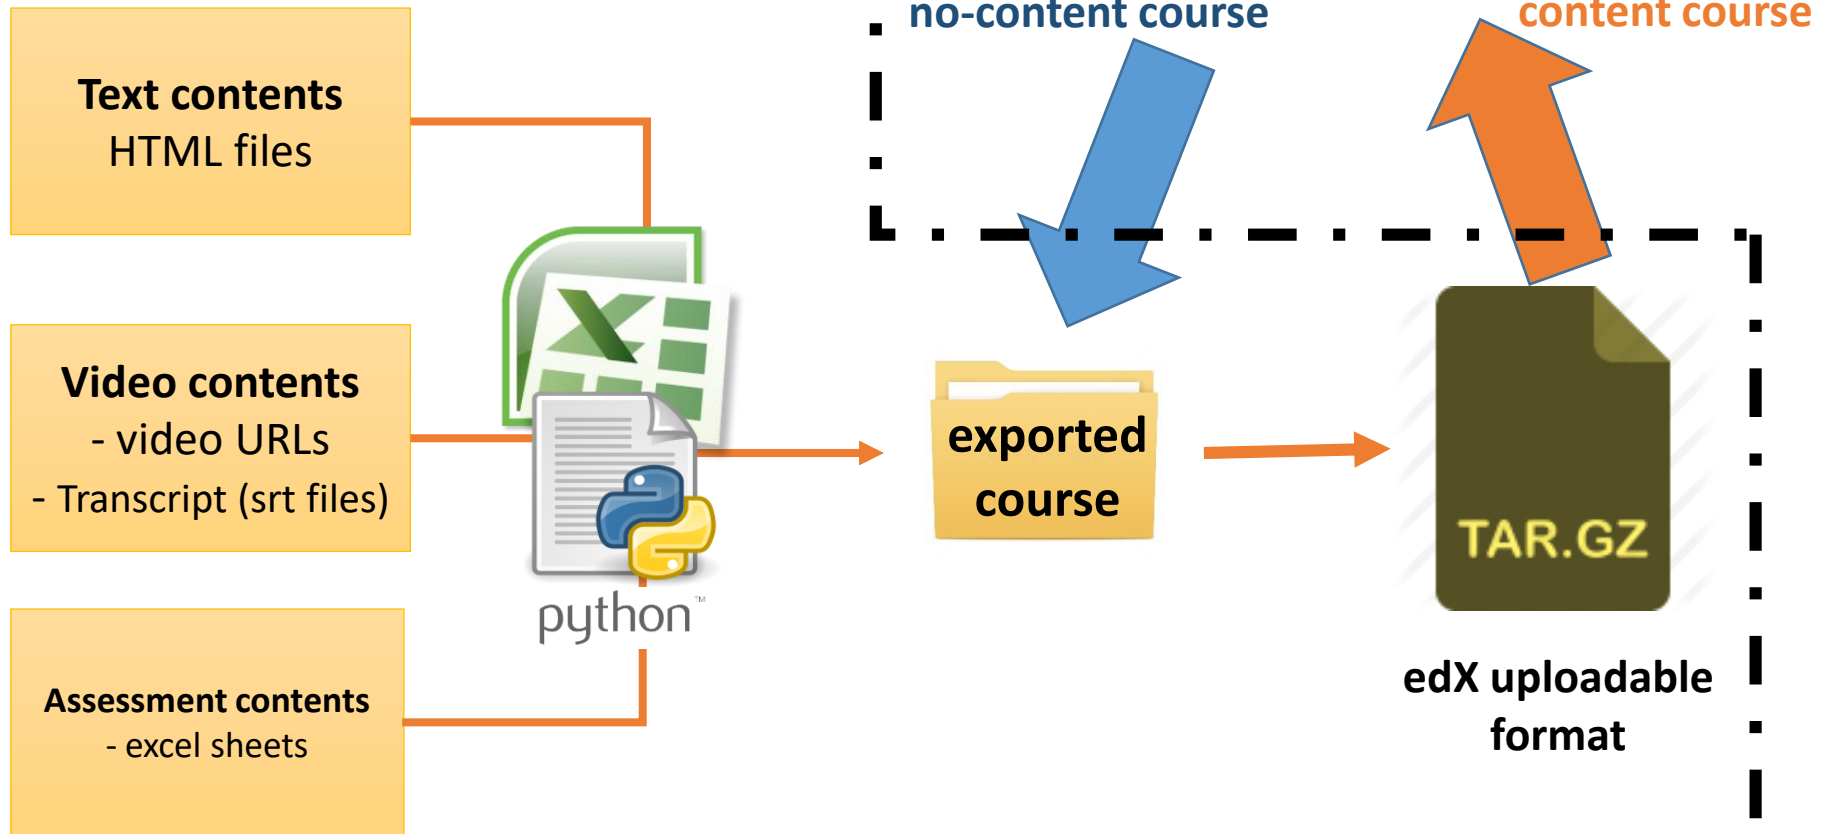 no-content course
content course
Text contents
HTML files
Video contents
- video URLs
- Transcript (srt files)
Assessment contents
- excel sheets
python™
exported
course
TAR.GZ
edX uploadable
format